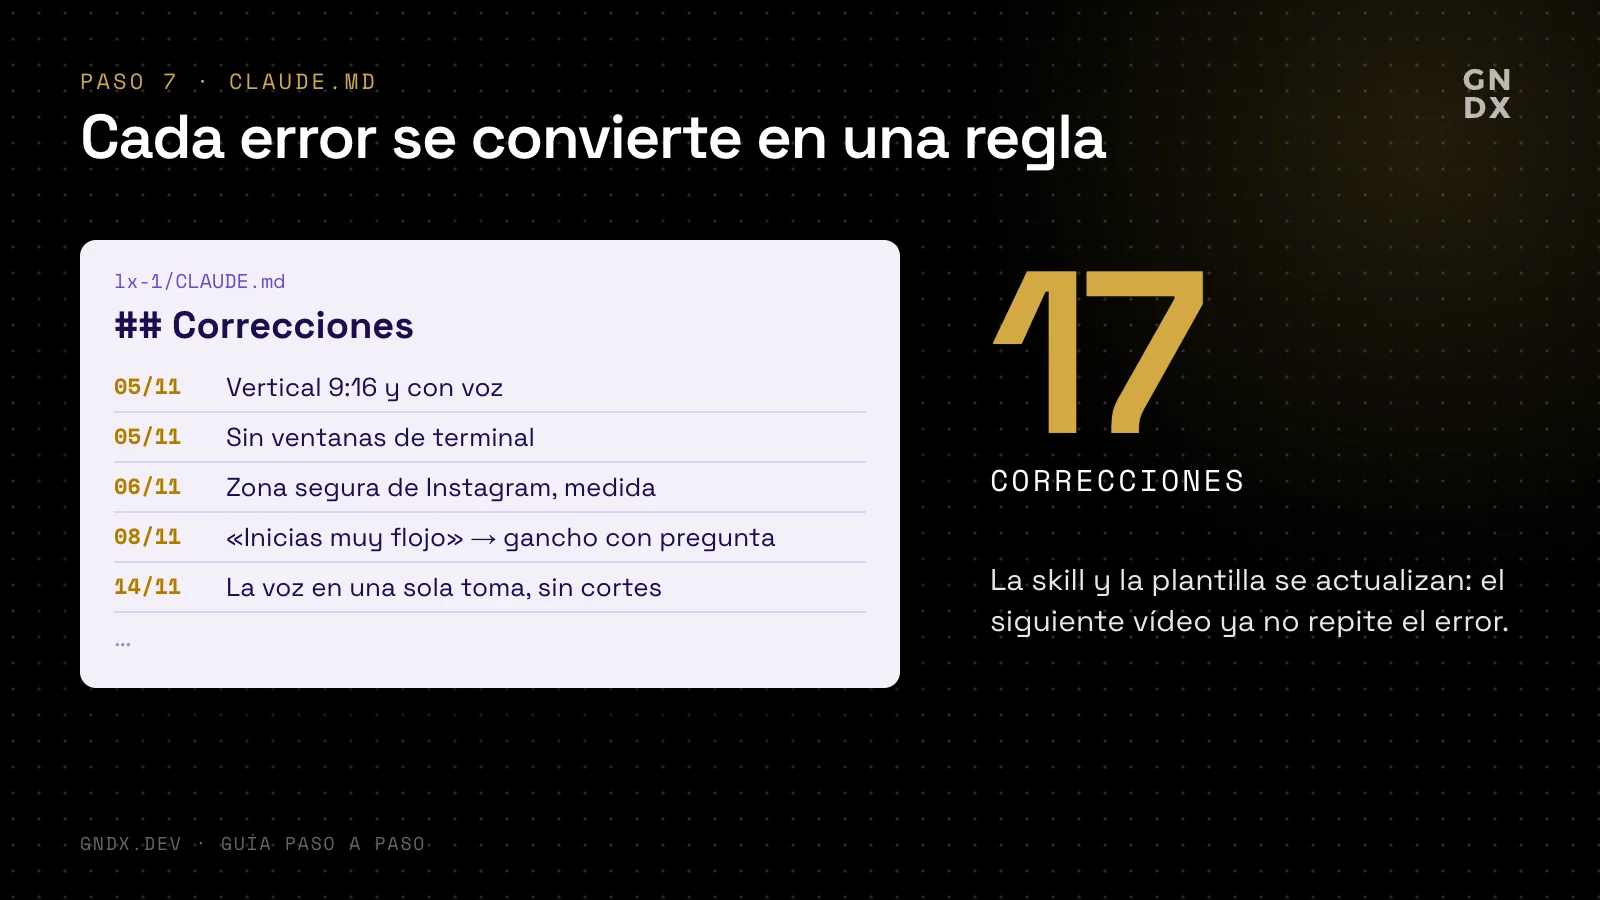 PASO 7 · CLAUDE.MD
GN
DX
Cada error se convierte en una regla
lx-1/CLAUDE.md
## Correcciones
05/11 Vertical 9:16 y con voz
05/11 Sin ventanas de terminal
06/11 Zona segura de Instagram, medida
08/11 «Inicias muy flojo» → gancho con pregunta
14/11 La voz en una sola toma, sin cortes
…
17
CORRECCIONES
La skill y la plantilla se actualizan: el
siguiente vídeo ya no repite el error.
GNDX.DEV · GUÍA PASO A PASO